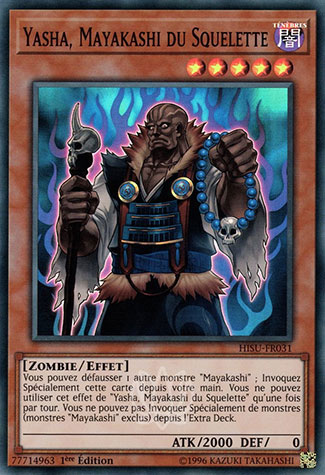 Yasha, Mayakashi du Squelette
TÉNÈBRES
闇
HISU-FR031
[Zombie/Effet]
Vous pouvez défausser 1 autre monstre "Mayakashi" ; Invoquez
Spécialement cette carte depuis votre main. Vous ne pouvez
utiliser cet effet de "Yasha, Mayakashi du Squelette" qu'une fois
par tour. Vous ne pouvez pas Invoquer Spécialement de monstres
(monstres "Mayakashi" exclus) depuis l'Extra Deck.
ATK/2000 DEF/ 0
77714963 1ère Édition ©1996 KAZUKI TAKAHASHI